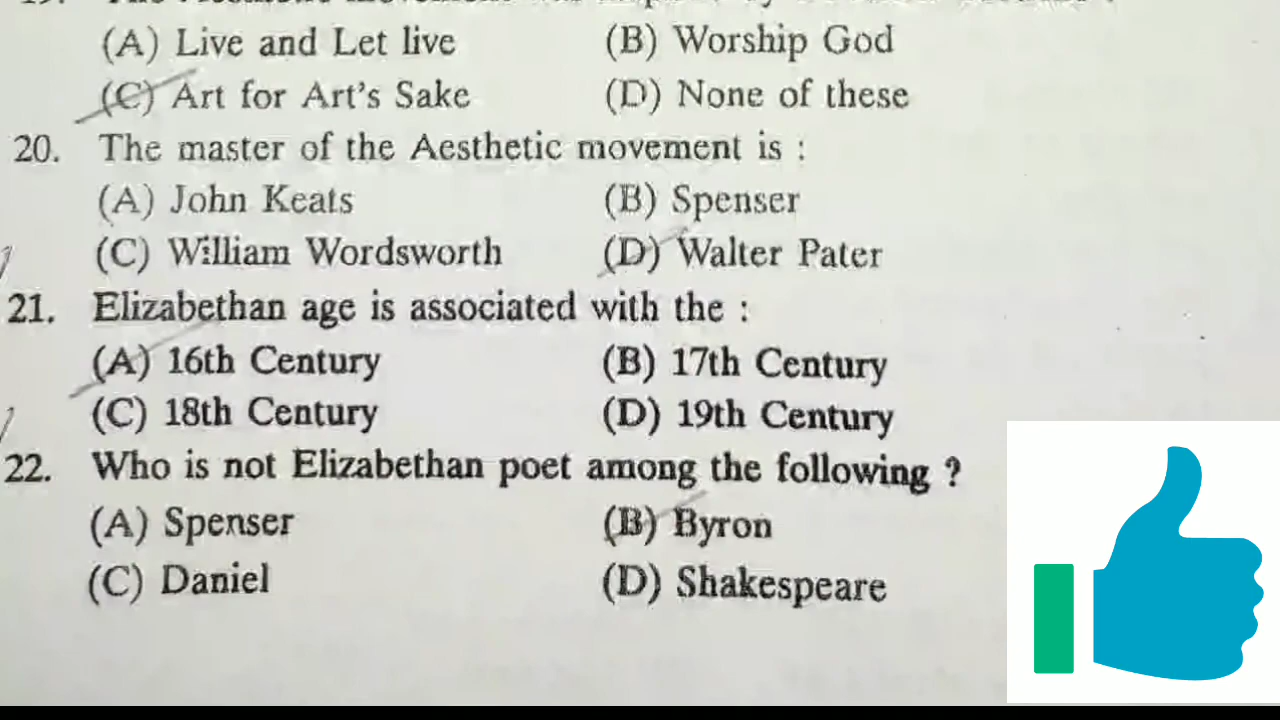 (A) Live and Let live (B) Worship God
(C) Art for Art's Sake (D) None of these
20. The master of the Aesthetic movement is :
(A) John Keats (B) Spenser
(C) William Wordsworth (D) Walter Pater
21. Elizabethan age is associated with the :
(A) 16th Century (B) 17th Century
(C) 18th Century (D) 19th Century
22. Who is not Elizabethan poet among the following ?
(A) Spenser (B) Byron
(C) Daniel (D) Shakespeare